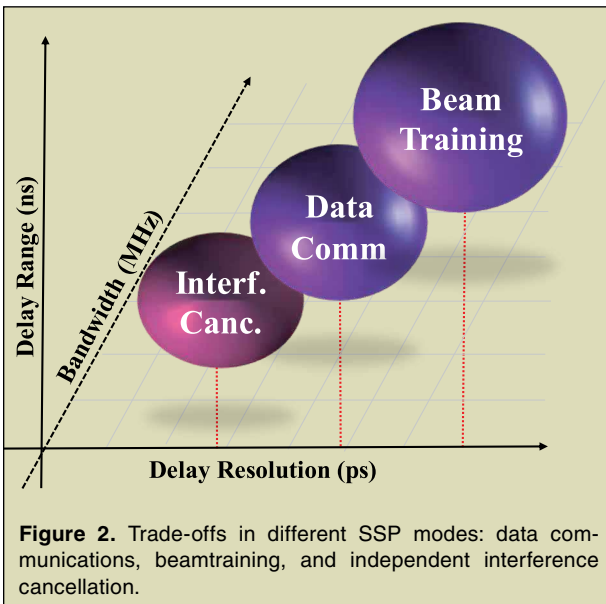 Beam
Training
Data
Comm
Interf.
Canc.
Delay Range (ns)
Bandwidth (MHz)
Delay Resolution (ps)
Figure 2. Trade-offs in different SSP modes: data com-
munications, beamtraining, and independent interference
cancellation.